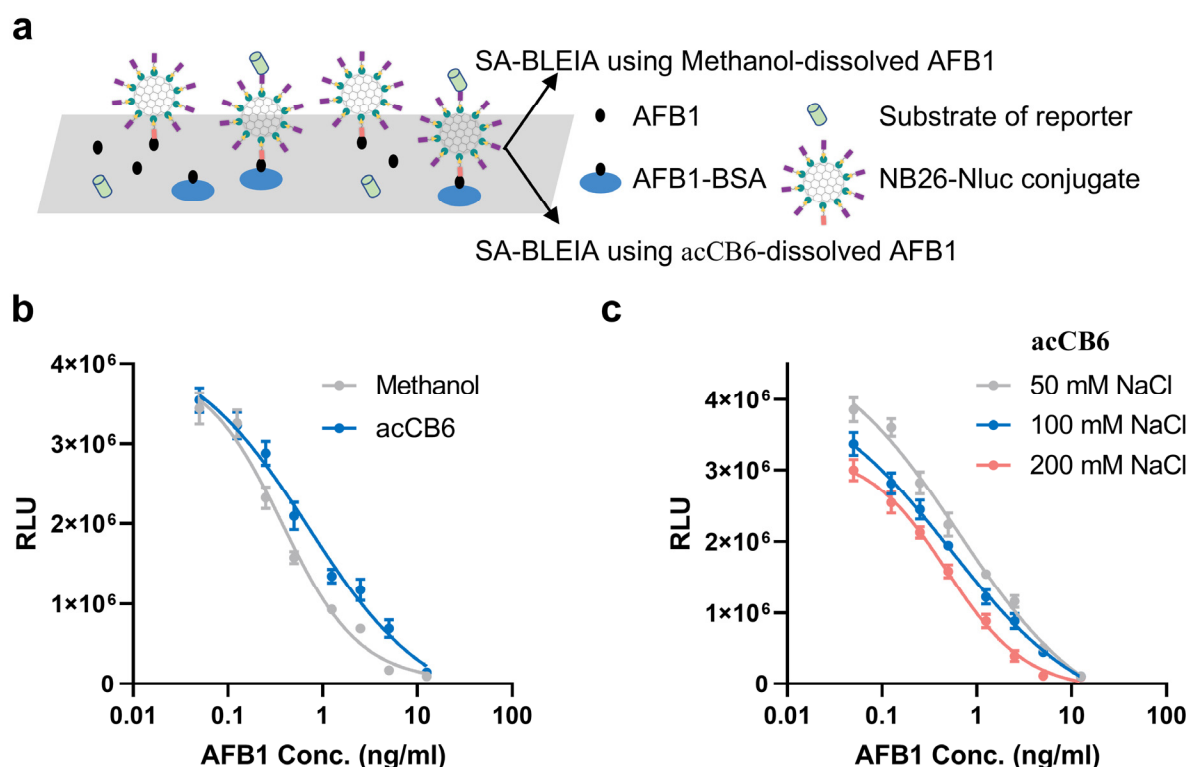 a
SA-BLEIA using Methanol-dissolved AFB1
AFB1
Substrate of reporter
AFB1-BSA
NB26-Nluc conjugate
SA-BLEIA using acCB6-dissolved AFB1
b
4×10⁶
3×10⁶
2×10⁶
1×10⁶
0
RLU
Methanol
acCB6
0.01
0.1
1
10
100
AFB1 Conc. (ng/ml)
c
acCB6
50 mM NaCl
100 mM NaCl
200 mM NaCl
4×10⁶
3×10⁶
2×10⁶
1×10⁶
0
RLU
0.01
0.1
1
10
100
AFB1 Conc. (ng/ml)